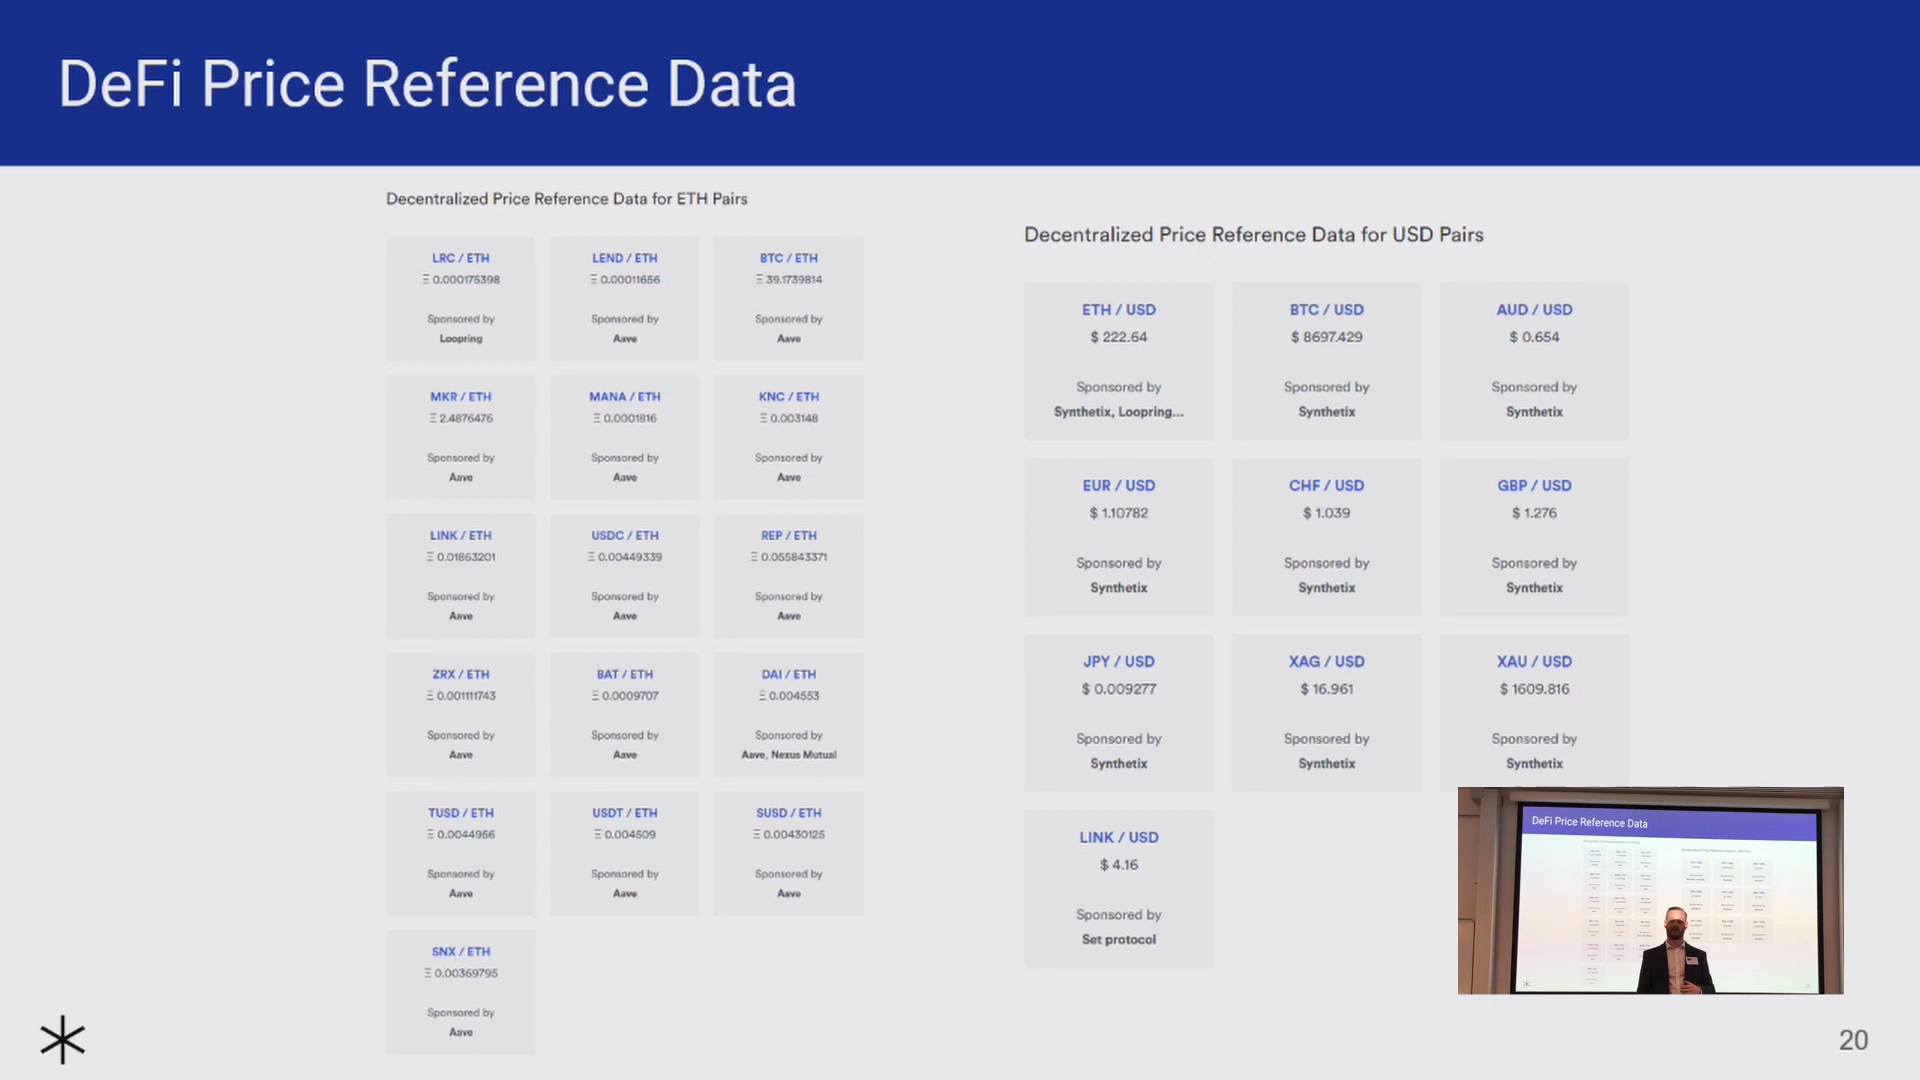 DeFi Price Reference Data
Decentralized Price Reference Data for ETH Pairs
LRC / ETH
Ξ 0.000175398
Sponsored by
Loopring
LEND / ETH
Ξ 0.00011656
Sponsored by
Aave
BTC / ETH
Ξ 39.1739814
Sponsored by
Aave
MKR / ETH
Ξ 2.4876476
Sponsored by
Aave
MANA / ETH
Ξ 0.0001816
Sponsored by
Aave
KNC / ETH
Ξ 0.003148
Sponsored by
Aave
LINK / ETH
Ξ 0.01863201
Sponsored by
Aave
USDC / ETH
Ξ 0.00449339
Sponsored by
Aave
REP / ETH
Ξ 0.055843371
Sponsored by
Aave
ZRX / ETH
Ξ 0.001111743
Sponsored by
Aave
BAT / ETH
Ξ 0.0009707
Sponsored by
Aave
DAI / ETH
Ξ 0.004553
Sponsored by
Aave, Nexus Mutual
TUSD / ETH
Ξ 0.0044956
Sponsored by
Aave
USDT / ETH
Ξ 0.004509
Sponsored by
Aave
SUSD / ETH
Ξ 0.00430125
Sponsored by
Aave
SNX / ETH
Ξ 0.00369795
Sponsored by
Aave
Decentralized Price Reference Data for USD Pairs
ETH / USD
$ 222.64
Sponsored by
Synthetix, Loopring...
BTC / USD
$ 8697.429
Sponsored by
Synthetix
AUD / USD
$ 0.654
Sponsored by
Synthetix
EUR / USD
$ 1.10782
Sponsored by
Synthetix
CHF / USD
$ 1.039
Sponsored by
Synthetix
GBP / USD
$ 1.276
Sponsored by
Synthetix
JPY / USD
$ 0.009277
Sponsored by
Synthetix
XAG / USD
$ 16.961
Sponsored by
Synthetix
XAU / USD
$ 1609.816
Sponsored by
Synthetix
LINK / USD
$ 4.16
Sponsored by
Set protocol
DeFi Price Reference Data
20